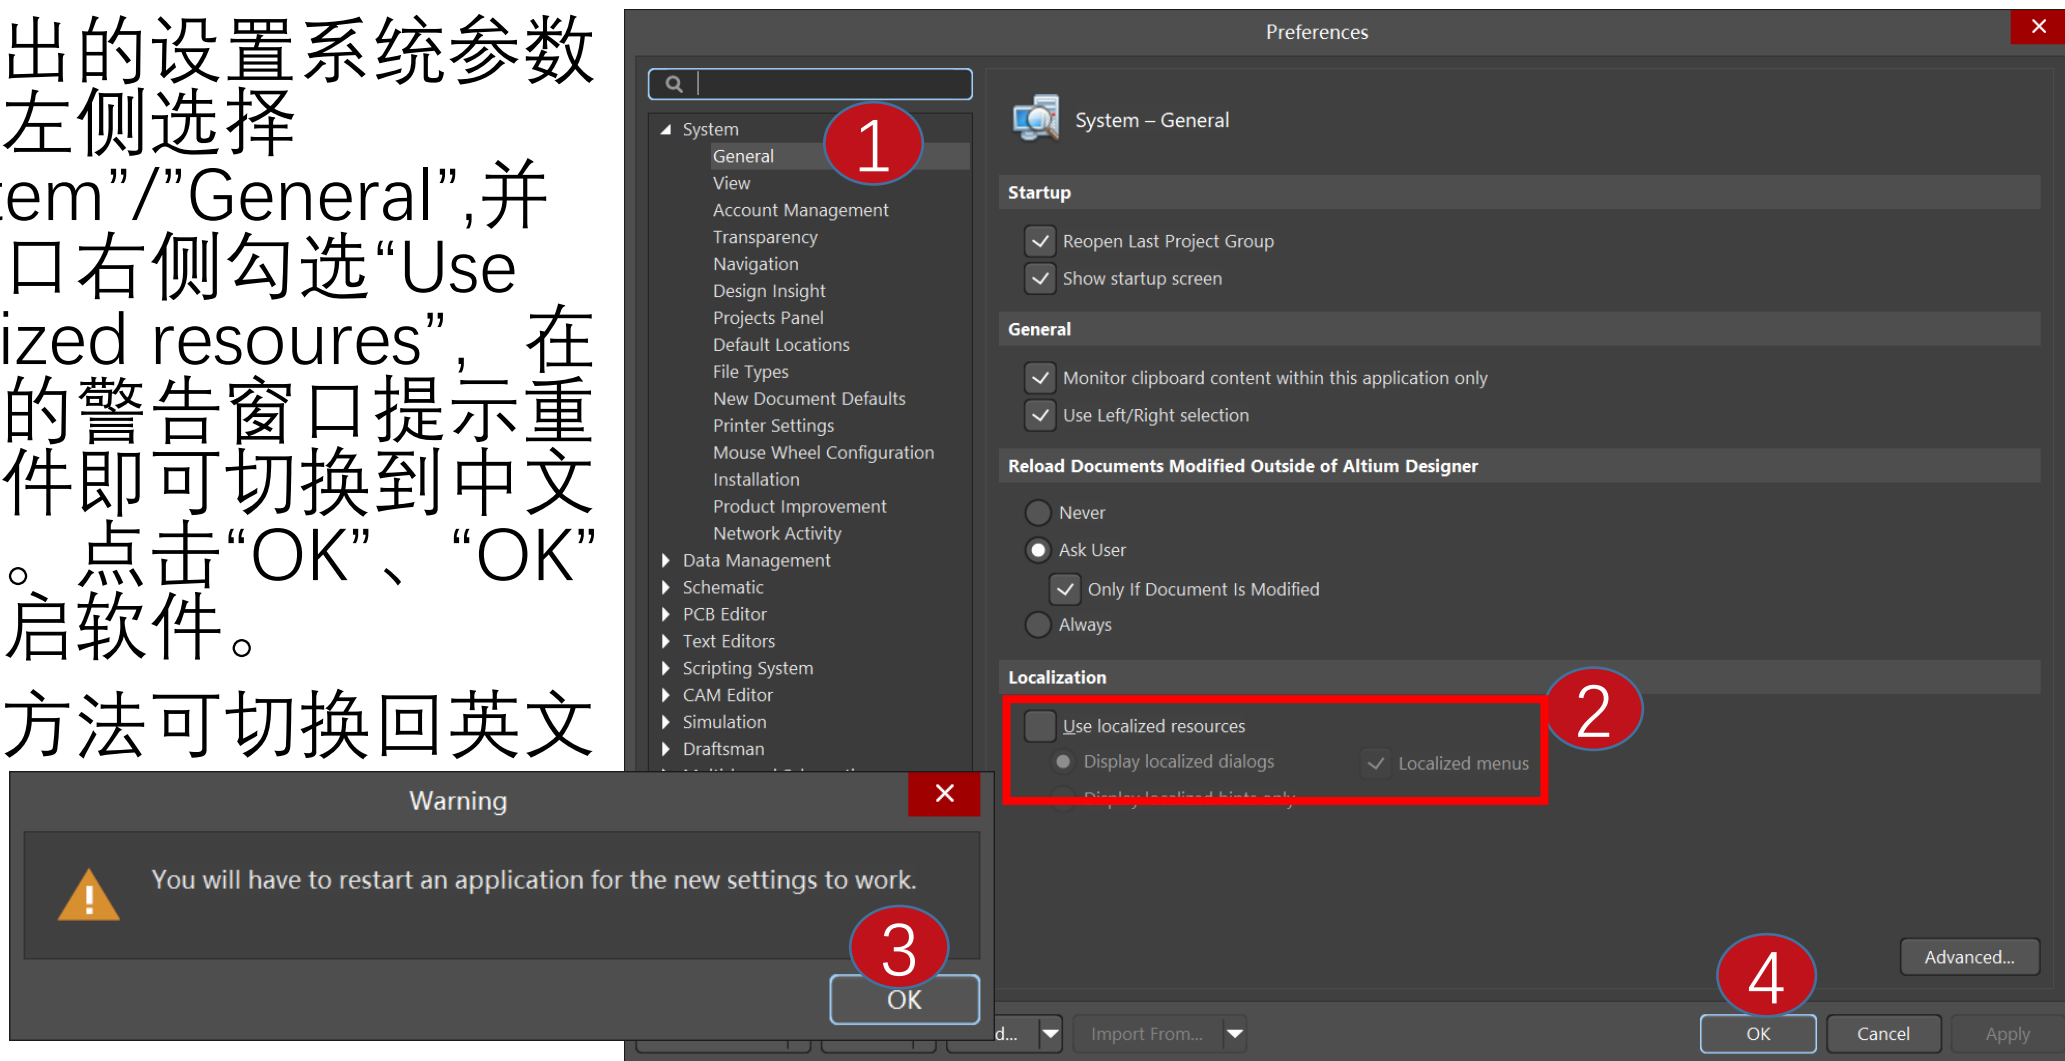 出的设置系统参数
左侧选择
tem”/”General”,并
口右侧勾选“Use
ized resoures”，在
的警告窗口提示重
件即可切换到中文
。点击“OK”、“OK”
启软件。
方法可切换回英文
Preferences
System
General
View
Account Management
Transparency
Navigation
Design Insight
Projects Panel
Default Locations
File Types
New Document Defaults
Printer Settings
Mouse Wheel Configuration
Installation
Product Improvement
Network Activity
Data Management
Schematic
PCB Editor
Text Editors
Scripting System
CAM Editor
Simulation
Draftsman
1
System – General
Startup
Reopen Last Project Group
Show startup screen
General
Monitor clipboard content within this application only
Use Left/Right selection
Reload Documents Modified Outside of Altium Designer
Never
Ask User
Only If Document Is Modified
Always
Localization
2
Use localized resources
Display localized dialogs
Localized menus
Display localized hints only
Advanced...
4
d...
Import From...
OK
Cancel
Apply
Warning
You will have to restart an application for the new settings to work.
3
OK